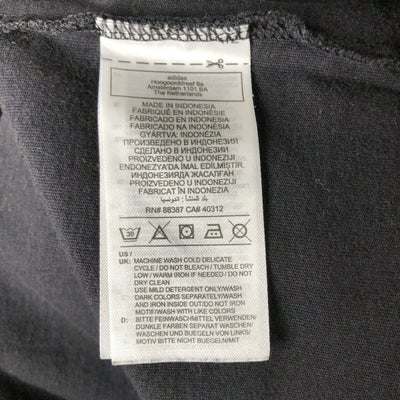 adidas
Hoogoorddreef 9a
Amsterdam 1101 BA
The Netherlands
MADE IN INDONESIA
FABRIQUÉ EN INDONÉSIE
FABRICADO EN INDONESIA
FABRICADO NA INDONÉSIA
GYÁRTVA: INDONÉZIA
ПРОИЗВЕДЕНО В ИНДОНЕЗИЯ
СДЕЛАНО В ИНДОНЕЗИИ
PROIZVEDENO U INDONEZIJI
ENDONEZYA'DA İMAL EDİLMİŞTİR.
ИНДОНЕЗИЯДА ЖАСАЛҒАН
PROIZVEDENO U INDONEZIJI
FABRICAT ÎN INDONEZIA
بلد المنشأ: اندونيسيا
RN# 88387 CA# 40312
30
US /
UK: MACHINE WASH COLD DELICATE
CYCLE / DO NOT BLEACH / TUMBLE DRY
LOW / WARM IRON IF NEEDED / DO NOT
DRY CLEAN
USE MILD DETERGENT ONLY/WASH
DARK COLORS SEPARATELY/WASH
AND IRON INSIDE OUT/DO NOT IRON
MOTIF/WASH WITH LIKE COLORS
D: BITTE FEINWASCHMITTEL VERWENDEN/
DUNKLE FARBEN SEPARAT WASCHEN/
WASCHEN UND BUEGELN VON LINKS/
MOTIV BITTE NICHT BUEGELN/MIT